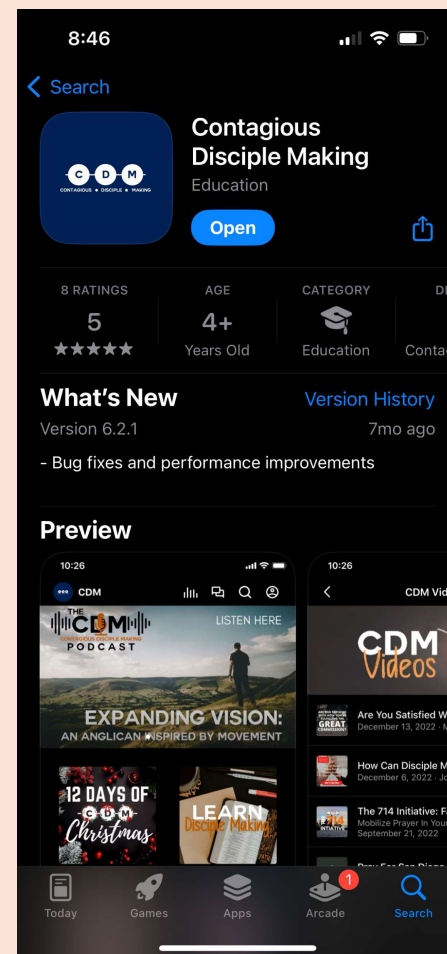 8:46
Search
C D M
CONTAGIOUS • DISCIPLE • MAKING
Contagious
Disciple Making
Education
Open
8 RATINGS
5
★★★★★
AGE
4+
Years Old
CATEGORY
Education
What's New
Version History
Version 6.2.1
7mo ago
- Bug fixes and performance improvements
Preview
10:26
CDM
THE
CDM
CONTAGIOUS DISCIPLE MAKING
PODCAST
LISTEN HERE
EXPANDING VISION:
AN ANGLICAN INSPIRED BY MOVEMENT
12 DAYS OF
C-D-M
Christmas
LEARN
Disciple Making
10:26
CDM
Videos
Are You Satisfied
December 13, 2022
How Can Disciple
December 6, 2022
GREAT
The 714 Initiative:
Mobilize Prayer In
September 21, 2022
714
INITIATIVE
Today
Games
Apps
Arcade
1
Search